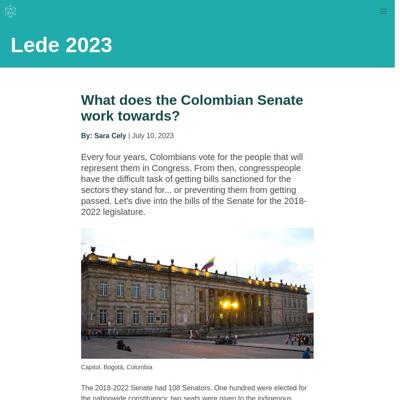 Lede 2023
What does the Colombian Senate
work towards?
By: Sara Cely | July 10, 2023
Every four years, Colombians vote for the people that will
represent them in Congress. From then, congresspeople
have the difficult task of getting bills sanctioned for the
sectors they stand for... or preventing them from getting
passed. Let's dive into the bills of the Senate for the 2018-
2022 legislature.
Capitol. Bogotá, Colombia
The 2018-2022 Senate had 108 Senators. One hundred were elected for
the nationwide constituency, two seats were given to the indigenous